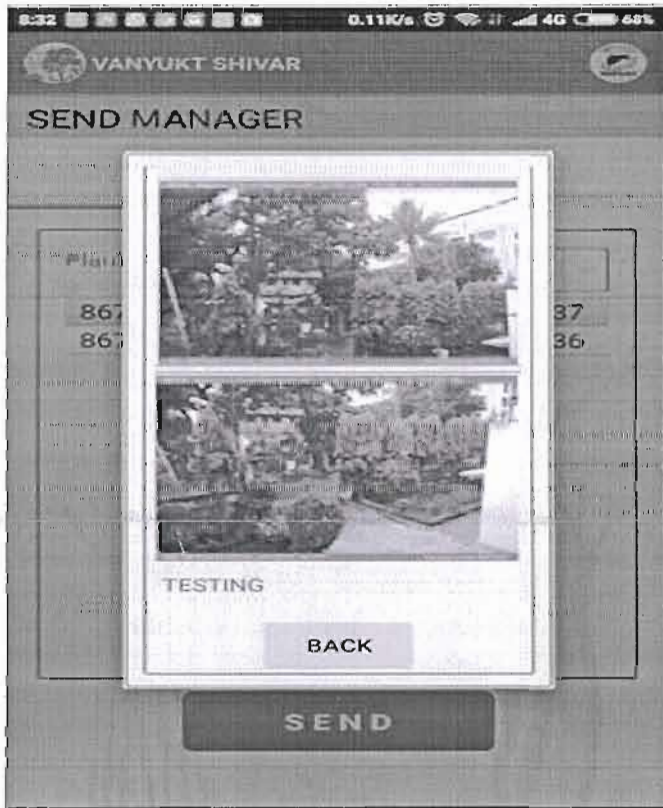 8:32 0.11K/s 4G 68%
VANYUKT SHIVAR
SEND MANAGER
867 37
867 36
TESTING
BACK
SEND